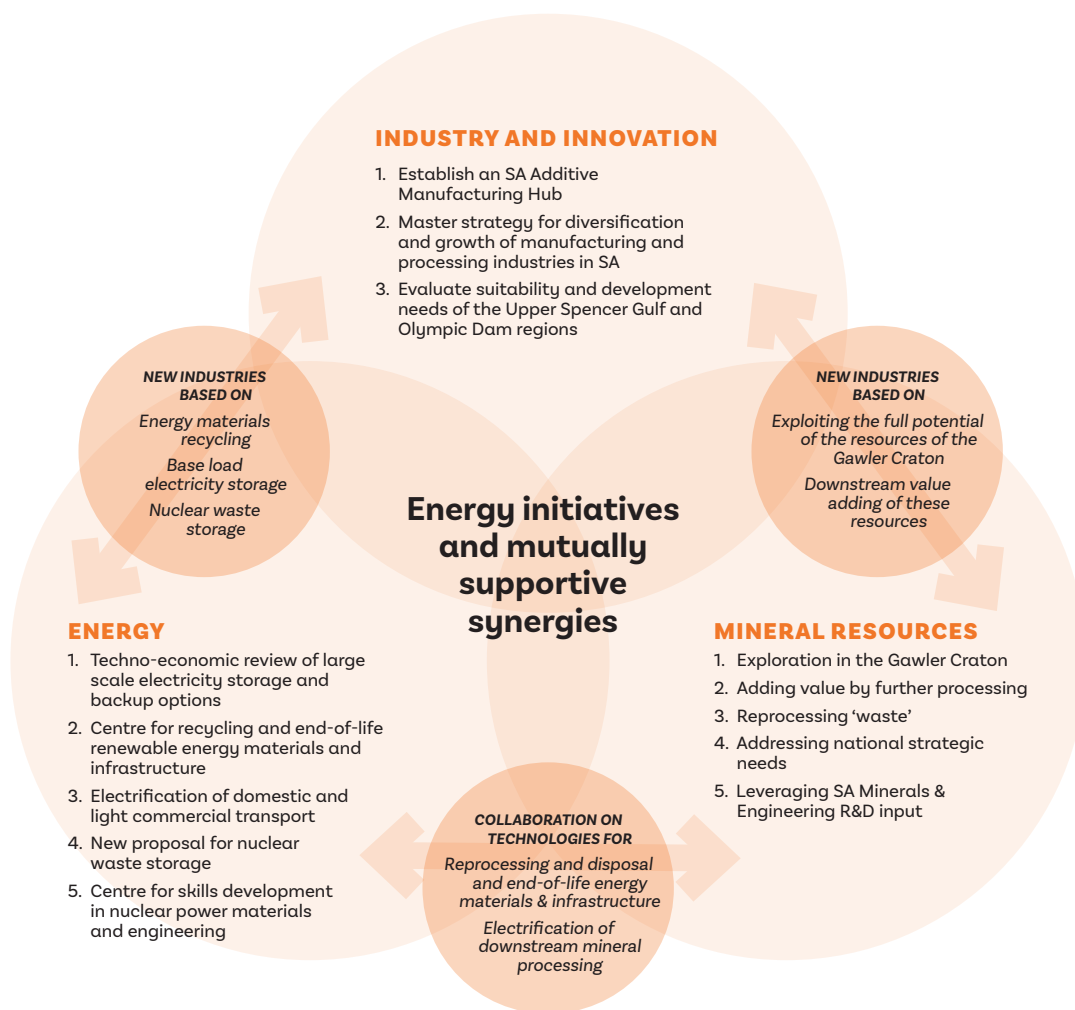 INDUSTRY AND INNOVATION
1. Establish an SA Additive
Manufacturing Hub
2. Master strategy for diversification
and growth of manufacturing and
processing industries in SA
3. Evaluate suitability and development
needs of the Upper Spencer Gulf and
Olympic Dam regions
NEW INDUSTRIES
BASED ON
Energy materials
recycling
Base load
electricity storage
Nuclear waste
storage
NEW INDUSTRIES
BASED ON
Exploiting the full potential
of the resources of the
Gawler Craton
Downstream value
adding of these
resources
Energy initiatives
and mutually
supportive
synergies
ENERGY
1. Techno-economic review of large
scale electricity storage and
backup options
2. Centre for recycling and end-of-life
renewable energy materials and
infrastructure
3. Electrification of domestic and
light commercial transport
4. New proposal for nuclear
waste storage
5. Centre for skills development
in nuclear power materials
and engineering
MINERAL RESOURCES
1. Exploration in the Gawler Craton
2. Adding value by further processing
3. Reprocessing ‘waste’
4. Addressing national strategic
needs
5. Leveraging SA Minerals &
Engineering R&D input
COLLABORATION ON
TECHNOLOGIES FOR
Reprocessing and disposal
and end-of-life energy
materials & infrastructure
Electrification of
downstream mineral
processing